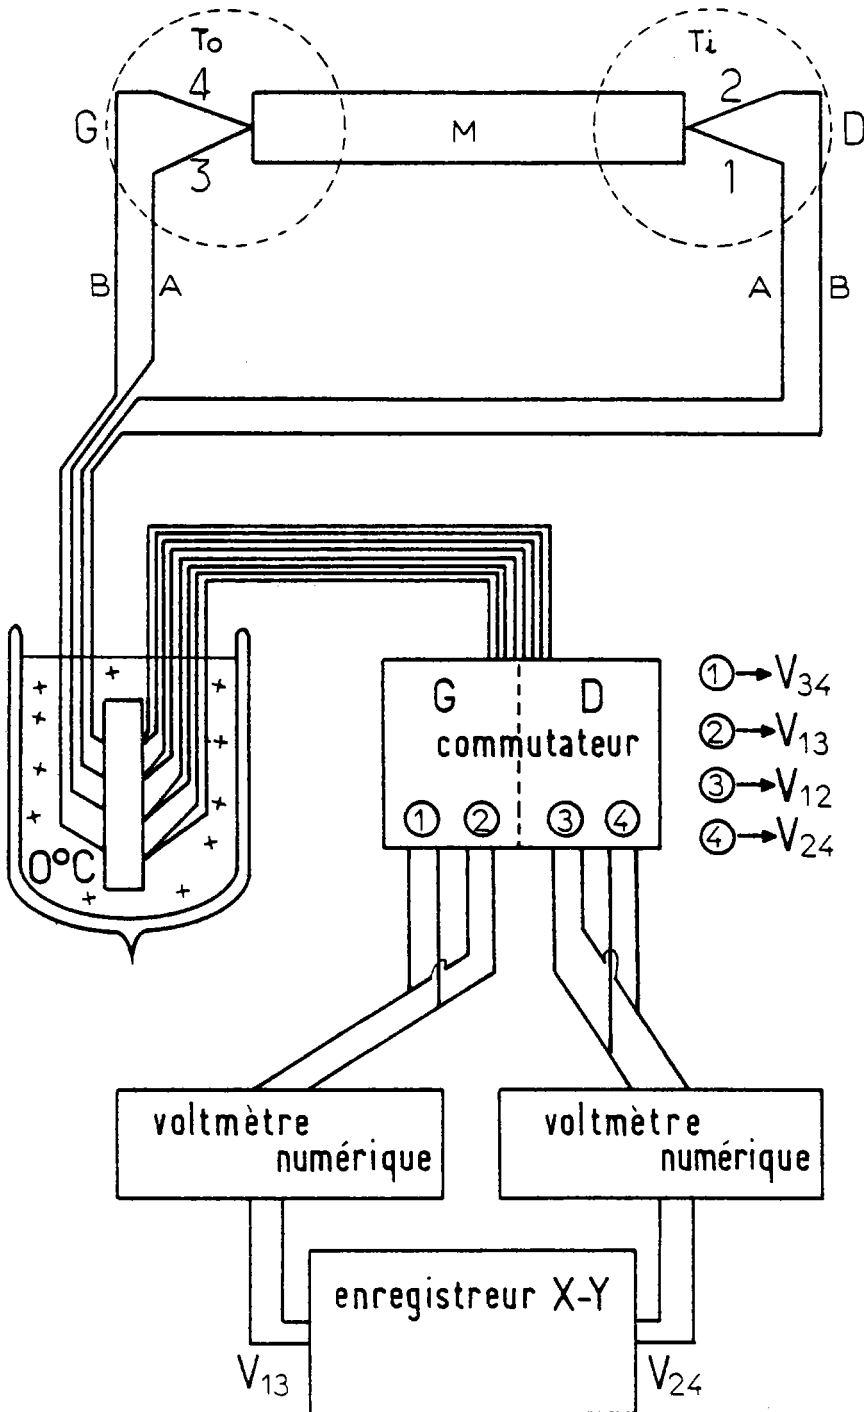 To
Ti
4
2
G
M
D
3
1
B
A
A
B
G
D
commutateur
1
2
3
4
1→V34
2→V13
3→V12
4→V24
0°C
voltmètre
numérique
voltmètre
numérique
enregistreur X-Y
V13
V24